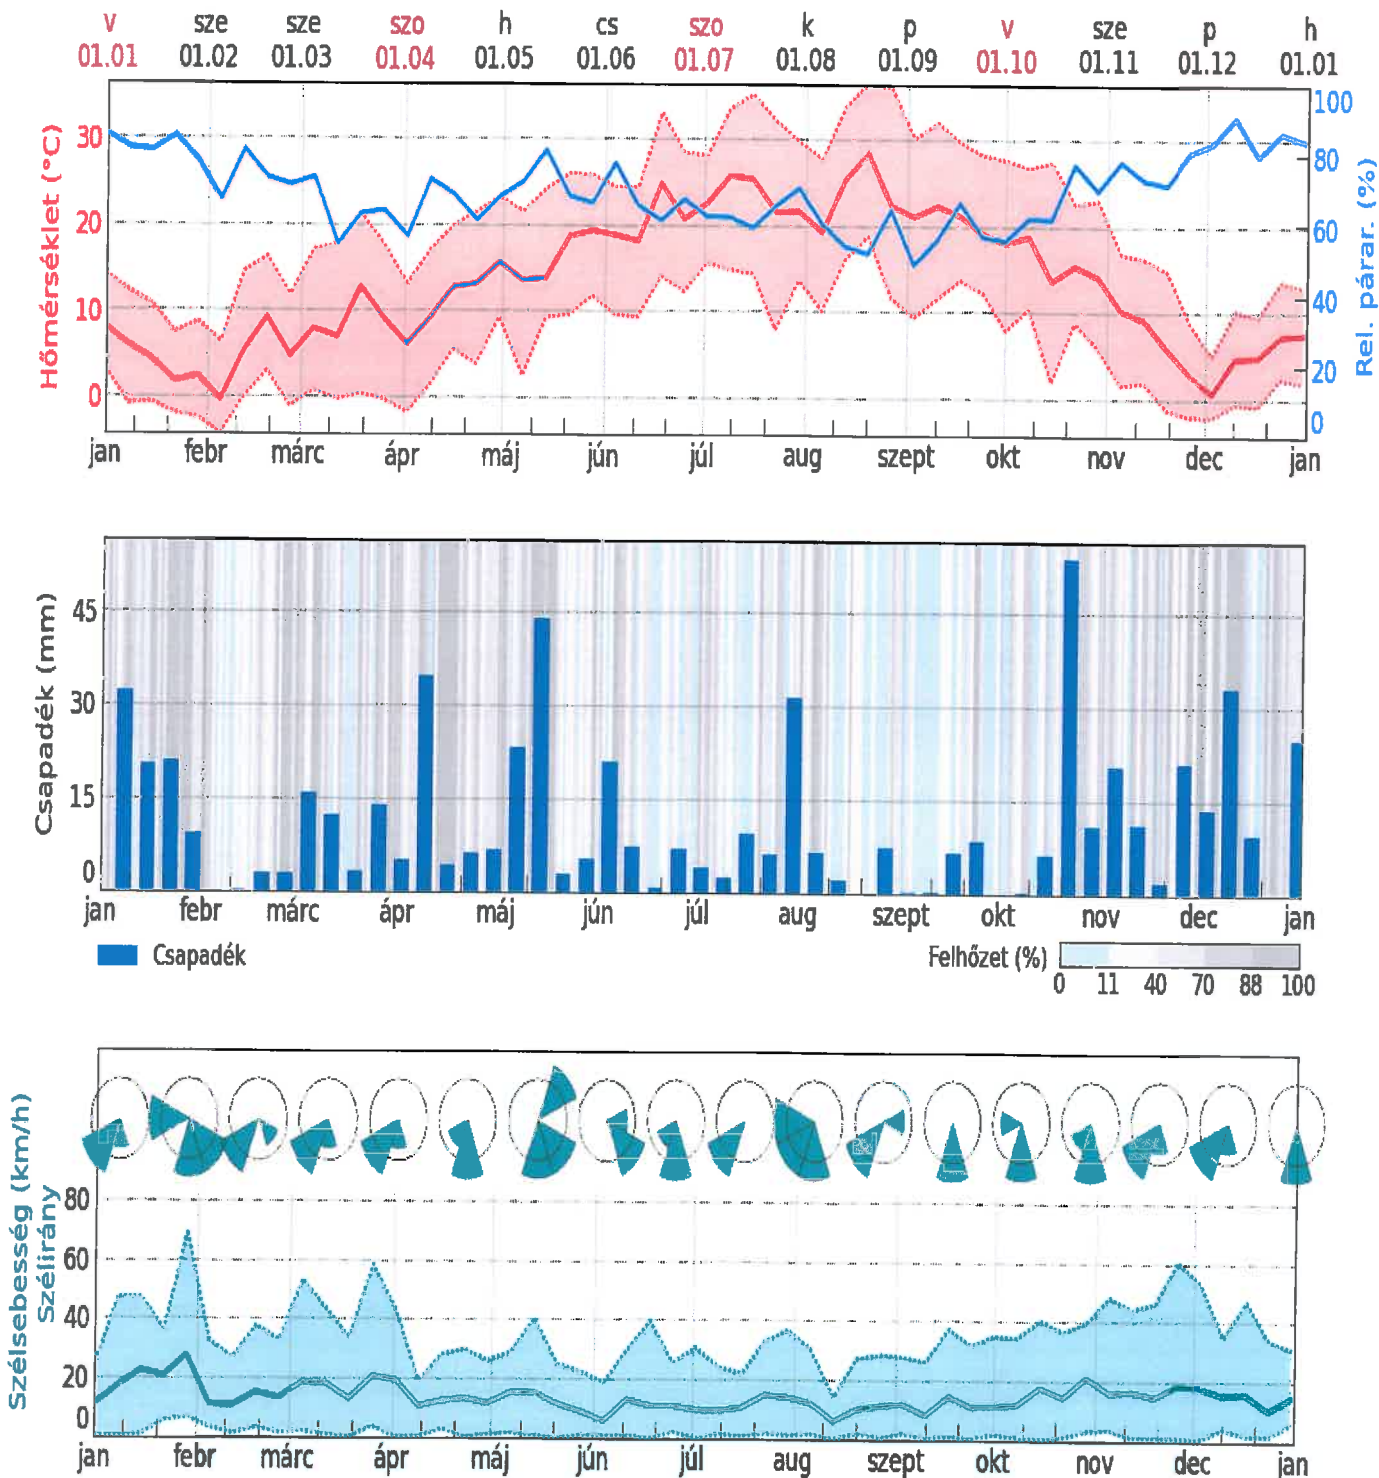 v sze sze szo h cs szo k p v sze p h
01.01 01.02 01.03 01.04 01.05 01.06 01.07 01.08 01.09 01.10 01.11 01.12 01.01
Hőmérséklet (°C)
30
20
10
0
Rel. párar. (%)
100
80
60
40
20
0
jan febr márc ápr máj jún júl aug szept okt nov dec jan
Csapadék (mm)
45
30
15
0
jan febr márc ápr máj jún júl aug szept okt nov dec jan
Csapadék
Felhőzet (%)
0 11 40 70 88 100
Szélsebesség (km/h)
Szélirány
80
60
40
20
0
jan febr márc ápr máj jún júl aug szept okt nov dec jan